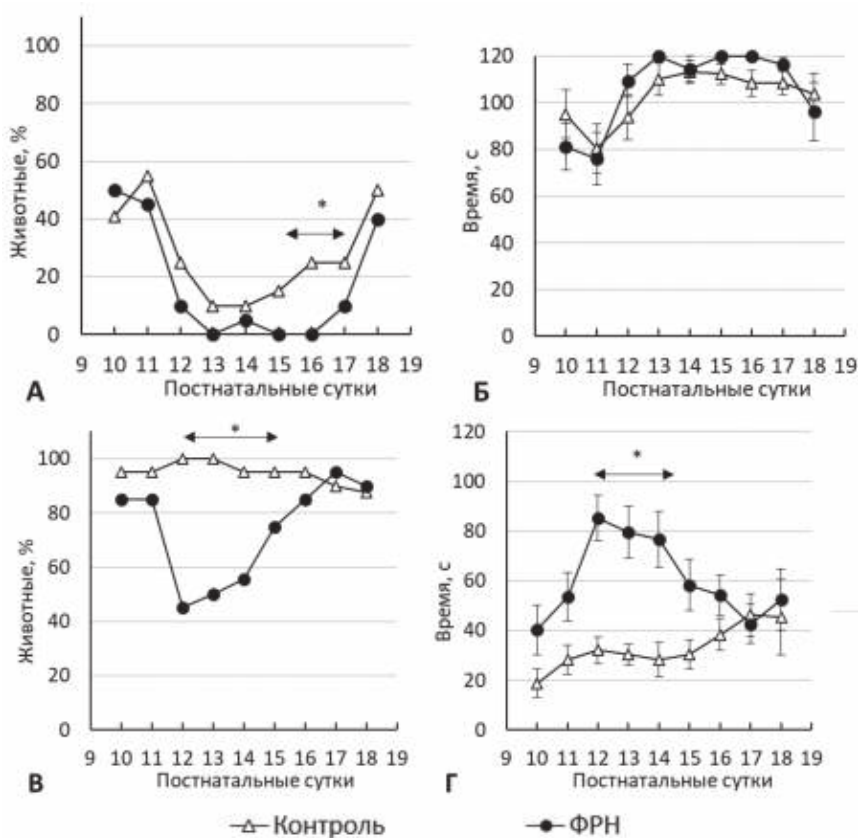 Животные, %
100
80
60
40
20
0
*
9 10 11 12 13 14 15 16 17 18 19
Постнатальные сутки
А
Время, с
120
100
80
60
40
20
0
9 10 11 12 13 14 15 16 17 18 19
Постнатальные сутки
Б
Животные, %
100
80
60
40
20
0
*
9 10 11 12 13 14 15 16 17 18 19
Постнатальные сутки
В
Время, с
120
100
80
60
40
20
0
*
9 10 11 12 13 14 15 16 17 18 19
Постнатальные сутки
Г
Контроль ФРН